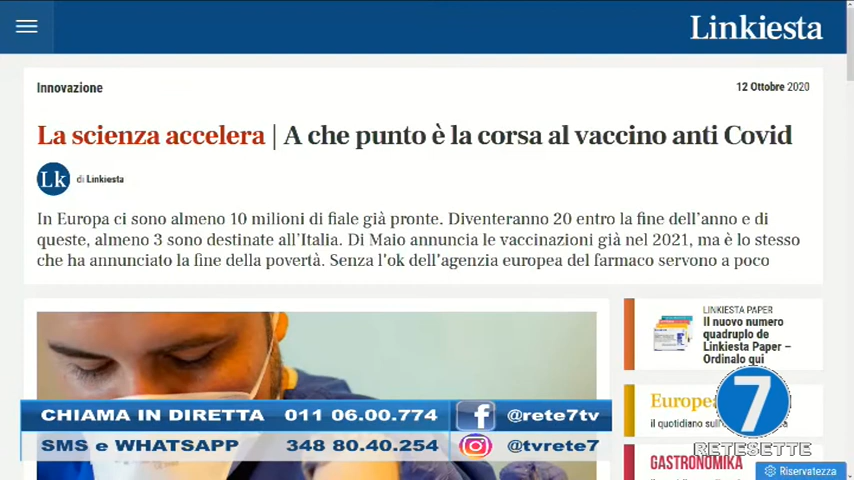 Linkiesta
Innovazione
12 Ottobre 2020
La scienza accelera | A che punto è la corsa al vaccino anti Covid
Lk
di Linkiesta
In Europa ci sono almeno 10 milioni di fiale già pronte. Diventeranno 20 entro la fine dell'anno e di
queste, almeno 3 sono destinate all'Italia. Di Maio annuncia le vaccinazioni già nel 2021, ma è lo stesso
che ha annunciato la fine della povertà. Senza l'ok dell'agenzia europea del farmaco servono a poco
LINKIESTA PAPER
Il nuovo numero
quadruplo de
Linkiesta Paper –
Ordinalo qui
Europea
il quotidiano sull'
GASTRONOMIKA
7
RETESETTE
CHIAMA IN DIRETTA 011 06.00.774 f @rete7tv
SMS e WHATSAPP 348 80.40.254 @tvrete7
Riservatezza